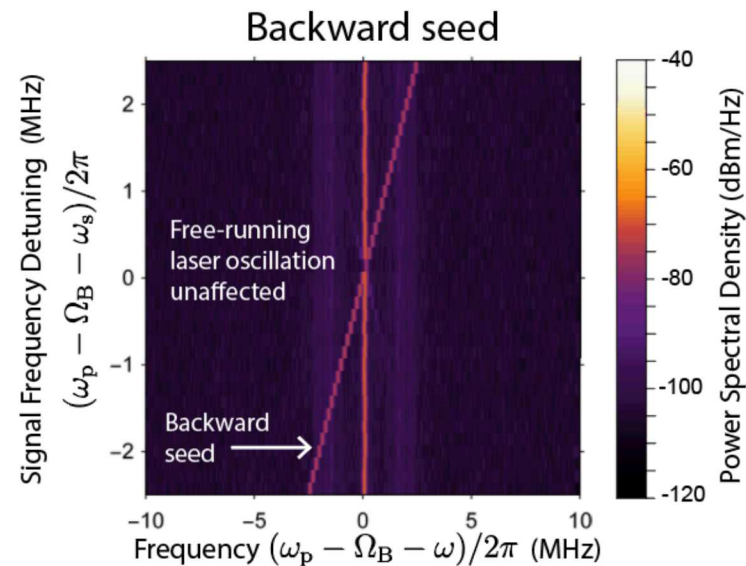 Backward seed
Signal Frequency Detuning (MHz)
(ωp − ΩB − ωs)/2π
2
1
0
−1
−2
Free-running
laser oscillation
unaffected
Backward
seed
−10
−5
0
5
10
Frequency (ωp − ΩB − ω)/2π (MHz)
-40
-60
-80
-100
-120
Power Spectral Density (dBm/Hz)